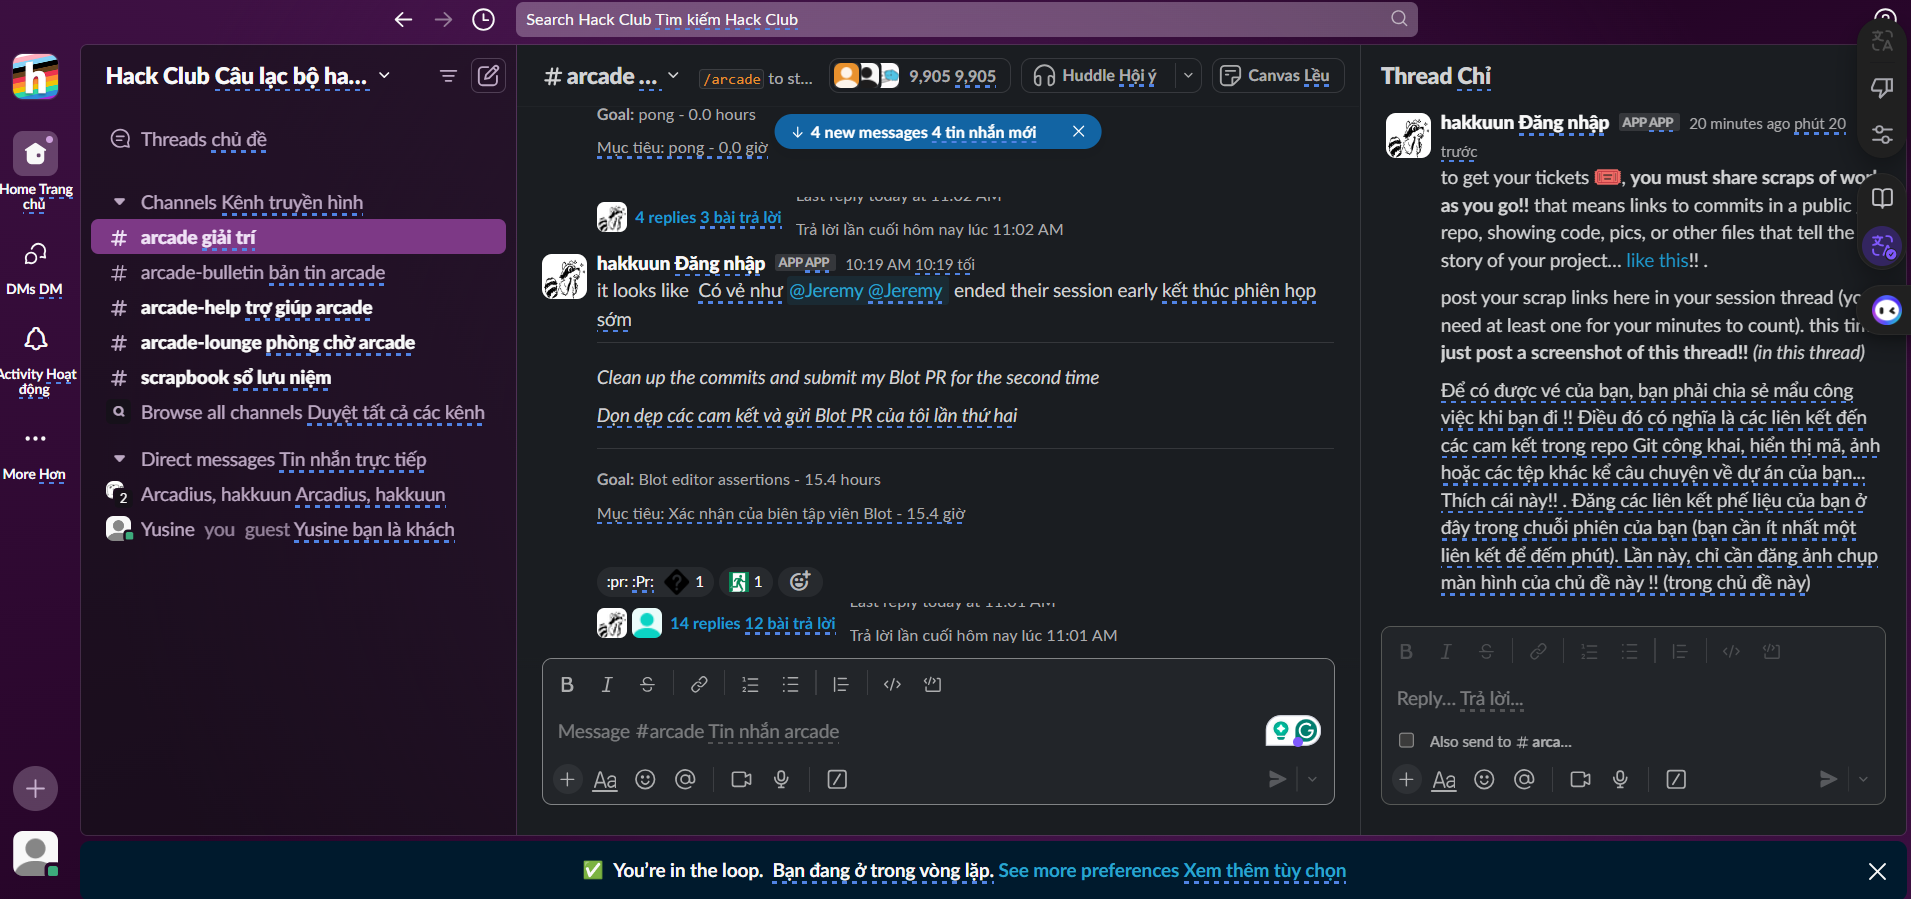 Search Hack Club Tìm kiếm Hack Club
Hack Club Câu lạc bộ ha...
Threads chủ đề
Home Trang
chủ
Channels Kênh truyền hình
# arcade giải trí
# arcade-bulletin bản tin arcade
DMs DM
# arcade-help trợ giúp arcade
# arcade-lounge phòng chờ arcade
Activity Hoạt
động
# scrapbook sổ lưu niệm
Browse all channels Duyệt tất cả các kênh
Direct messages Tin nhắn trực tiếp
More Hơn
2 Arcadius, hakkuun Arcadius, hakkuun
Yusine you guest Yusine bạn là khách
# arcade ...
/arcade to st...
9,905 9,905
Huddle Hội ý
Canvas Lều
Goal: pong - 0.0 hours
4 new messages 4 tin nhắn mới
Mục tiêu: pong - 0,0 giờ
Last reply today at 11:02 AM
4 replies 3 bài trả lời
Trả lời lần cuối hôm nay lúc 11:02 AM
hakkuun Đăng nhập APP APP 10:19 AM 10:19 tối
it looks like Có vẻ như @Jeremy @Jeremy ended their session early kết thúc phiên họp
sớm
Clean up the commits and submit my Blot PR for the second time
Dọn dẹp các cam kết và gửi Blot PR của tôi lần thứ hai
Goal: Blot editor assertions - 15.4 hours
Mục tiêu: Xác nhận của biên tập viên Blot - 15.4 giờ
:pr: :Pr: 1 1
Last reply today at 11:01 AM
14 replies 12 bài trả lời
Trả lời lần cuối hôm nay lúc 11:01 AM
B I S
Message #arcade Tin nhắn arcade
Aa
Thread Chỉ
hakkuun Đăng nhập APP APP 20 minutes ago phút 20
trước
to get your tickets , you must share scraps of work
as you go!! that means links to commits in a public
repo, showing code, pics, or other files that tell the
story of your project... like this!! .
post your scrap links here in your session thread (you
need at least one for your minutes to count). this time
just post a screenshot of this thread!! (in this thread)
Để có được vé của bạn, bạn phải chia sẻ mẩu công
việc khi bạn đi !! Điều đó có nghĩa là các liên kết đến
các cam kết trong repo Git công khai, hiển thị mã, ảnh
hoặc các tệp khác kể câu chuyện về dự án của bạn...
Thích cái này!! . Đăng các liên kết phế liệu của bạn ở
đây trong chuỗi phiên của bạn (bạn cần ít nhất một
liên kết để đếm phút). Lần này, chỉ cần đăng ảnh chụp
màn hình của chủ đề này !! (trong chủ đề này)
B I S
Reply... Trả lời...
Also send to # arca...
Aa
You're in the loop. Bạn đang ở trong vòng lặp. See more preferences Xem thêm tùy chọn